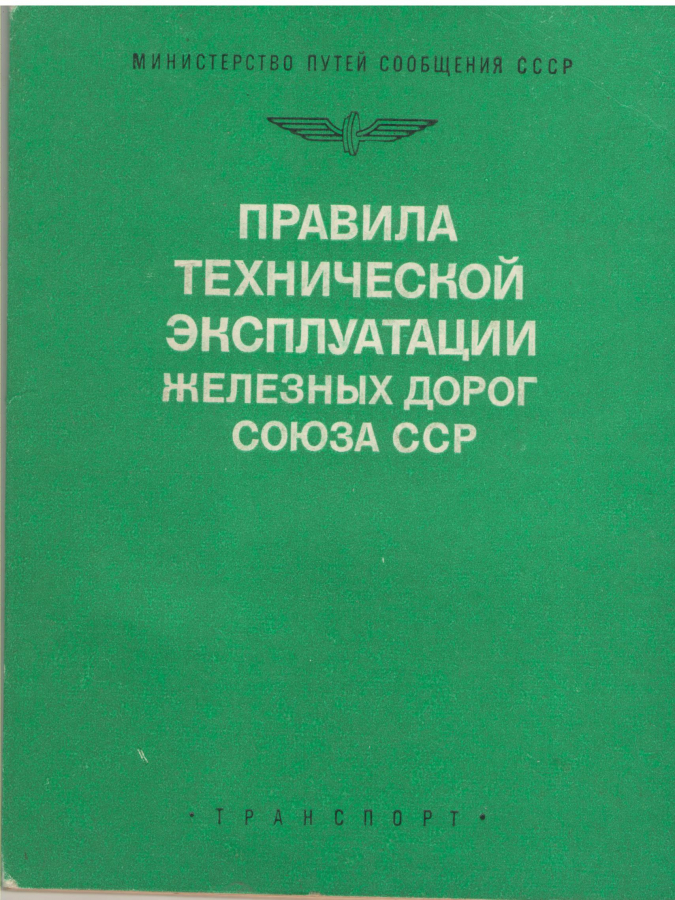 МИНИСТЕРСТВО ПУТЕЙ СООБЩЕНИЯ СССР
ПРАВИЛА
ТЕХНИЧЕСКОЙ
ЭКСПЛУАТАЦИИ
ЖЕЛЕЗНЫХ ДОРОГ
СОЮЗА ССР
• ТРАНСПОРТ •